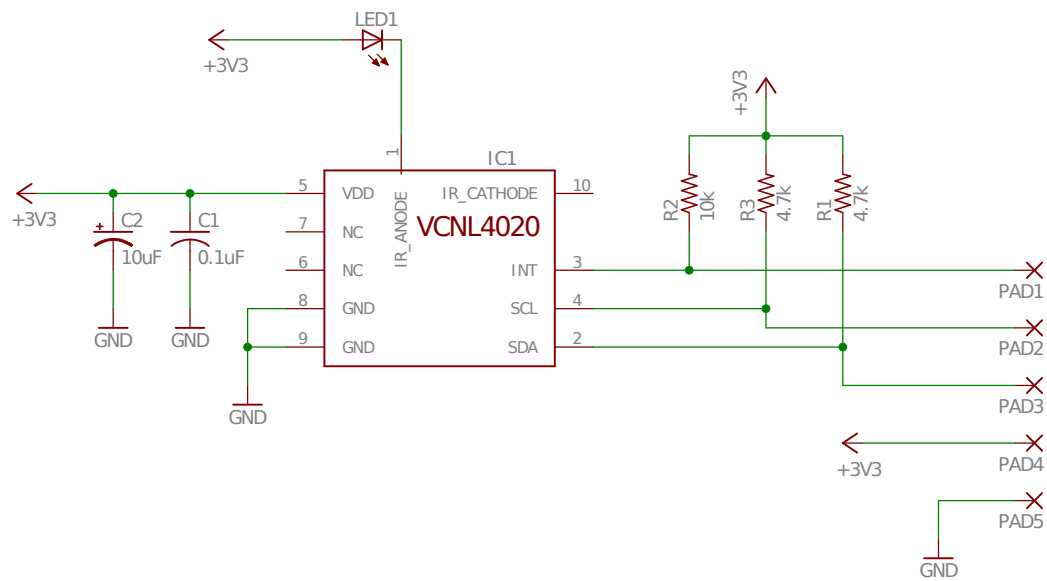 LED1
+3V3
+3V3
1
IC1
5
VDD
IR_CATHODE
10
+3V3
C2
C1
7
NC
IR_ANODE
VCNL4020
R2
10k
R3
4.7k
R1
4.7k
10uF
0.1uF
6
NC
INT
3
PAD1
8
GND
SCL
4
GND
GND
PAD2
9
GND
SDA
2
PAD3
GND
+3V3
PAD4
PAD5
GND